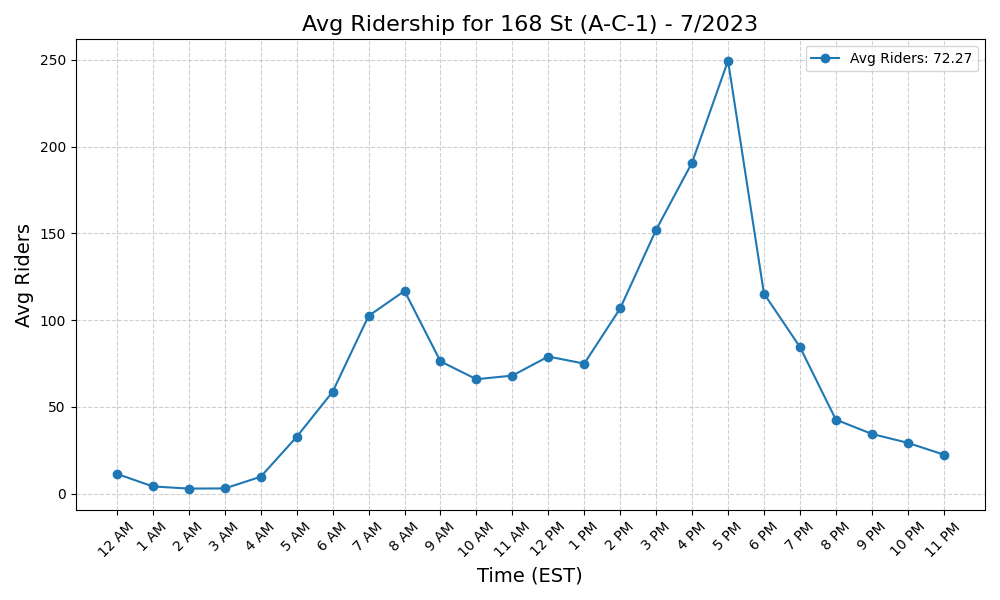 Avg Ridership for 168 St (A-C-1) - 7/2023
Avg Riders: 72.27
Avg Riders
250
200
150
100
50
0
12 AM
1 AM
2 AM
3 AM
4 AM
5 AM
6 AM
7 AM
8 AM
9 AM
10 AM
11 AM
12 PM
1 PM
2 PM
3 PM
4 PM
5 PM
6 PM
7 PM
8 PM
9 PM
10 PM
11 PM
Time (EST)